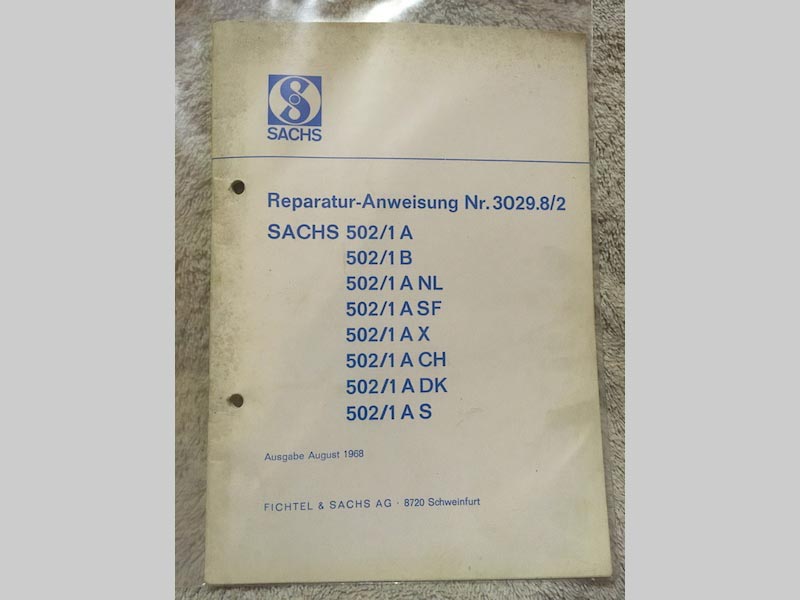 SACHS
Reparatur-Anweisung Nr. 3029.8/2
SACHS 502/1 A
502/1 B
502/1 A NL
502/1 A SF
502/1 A X
502/1 A CH
502/1 A DK
502/1 A S
Ausgabe August 1968
FICHTEL & SACHS AG · 8720 Schweinfurt